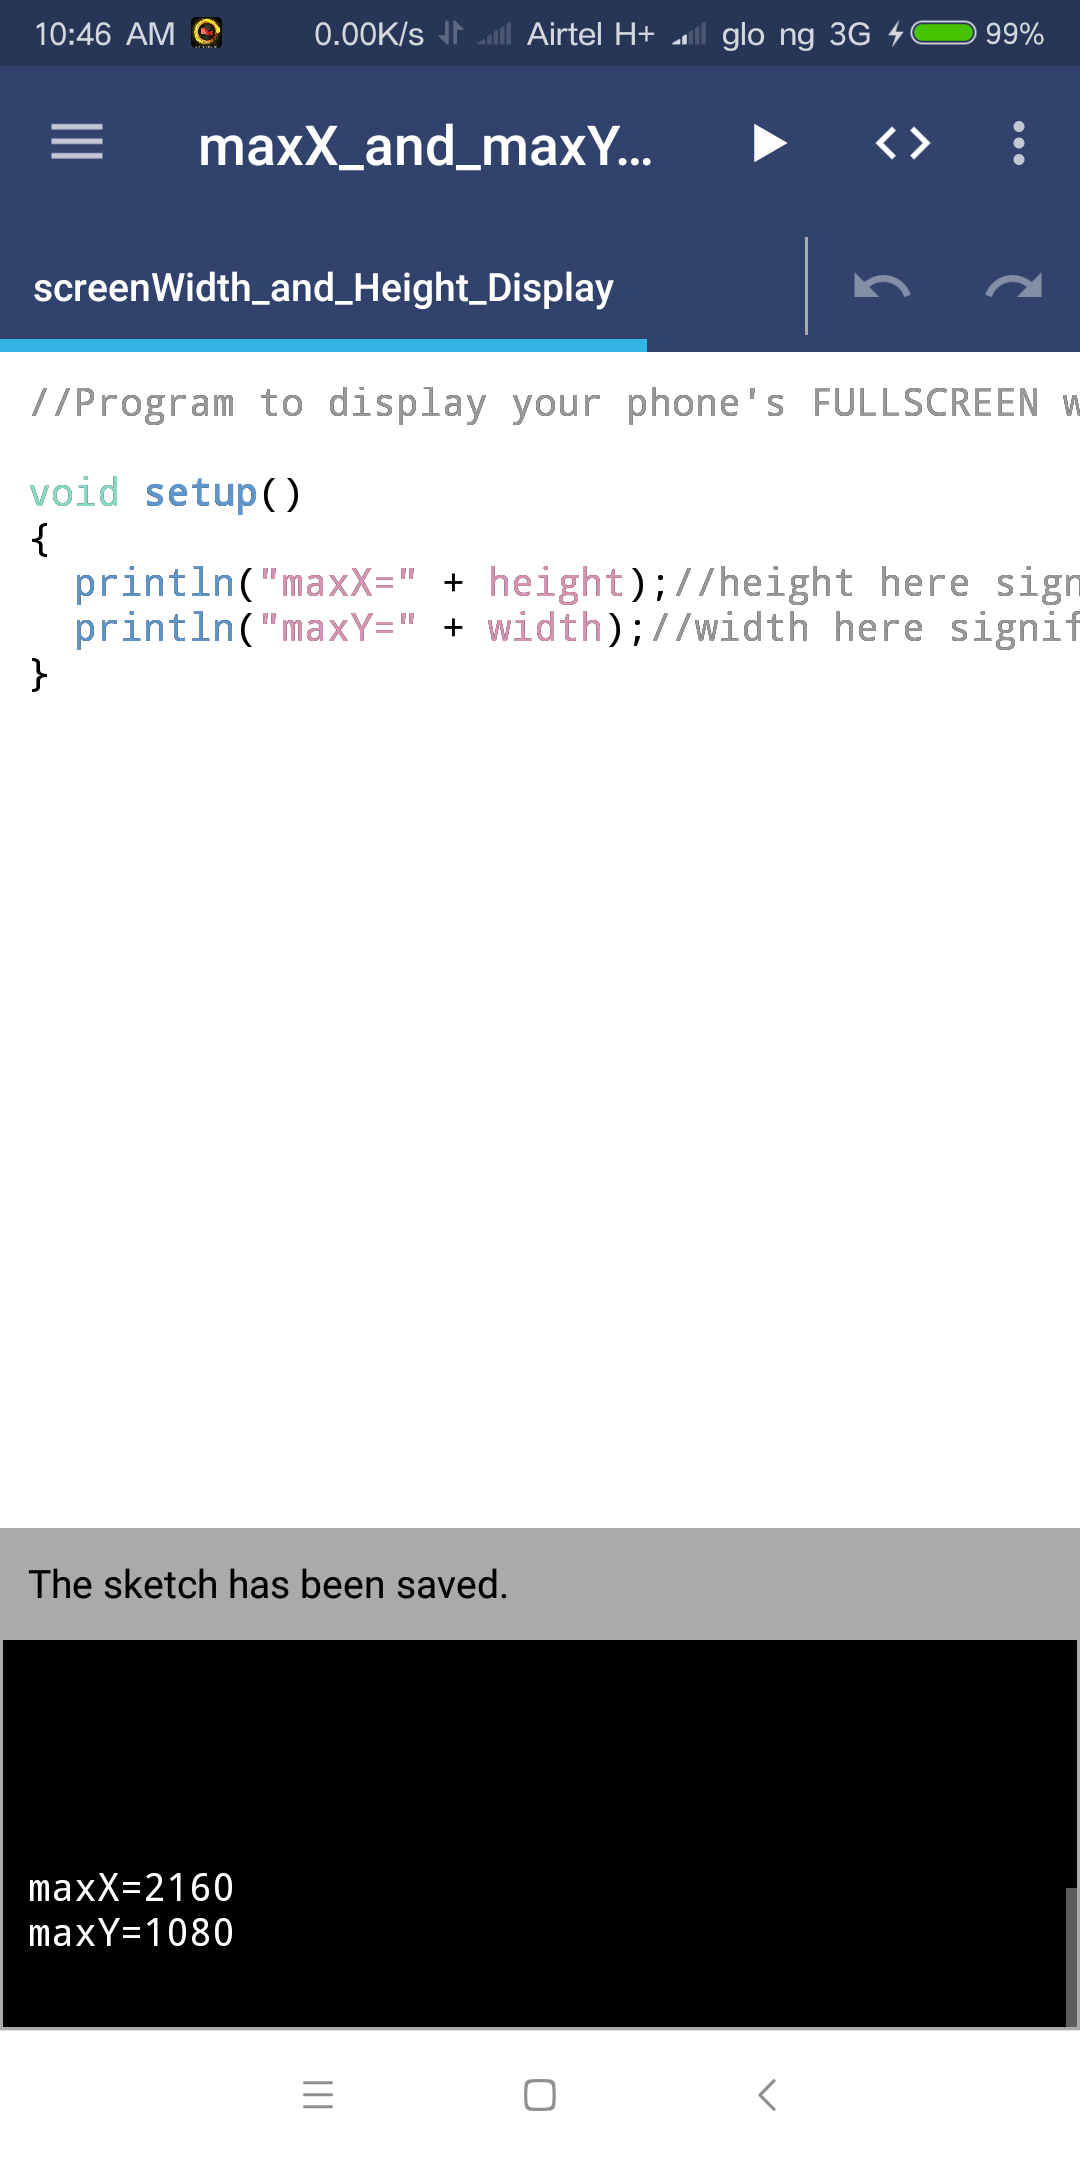 10:46 AM 0.00K/s Airtel H+ glo ng 3G 99%
maxX_and_maxY...
screenWidth_and_Height_Display
//Program to display your phone's FULLSCREEN
void setup()
{
println("maxX=" + height);//height here sign
println("maxY=" + width);//width here signif
}
The sketch has been saved.
maxX=2160
maxY=1080